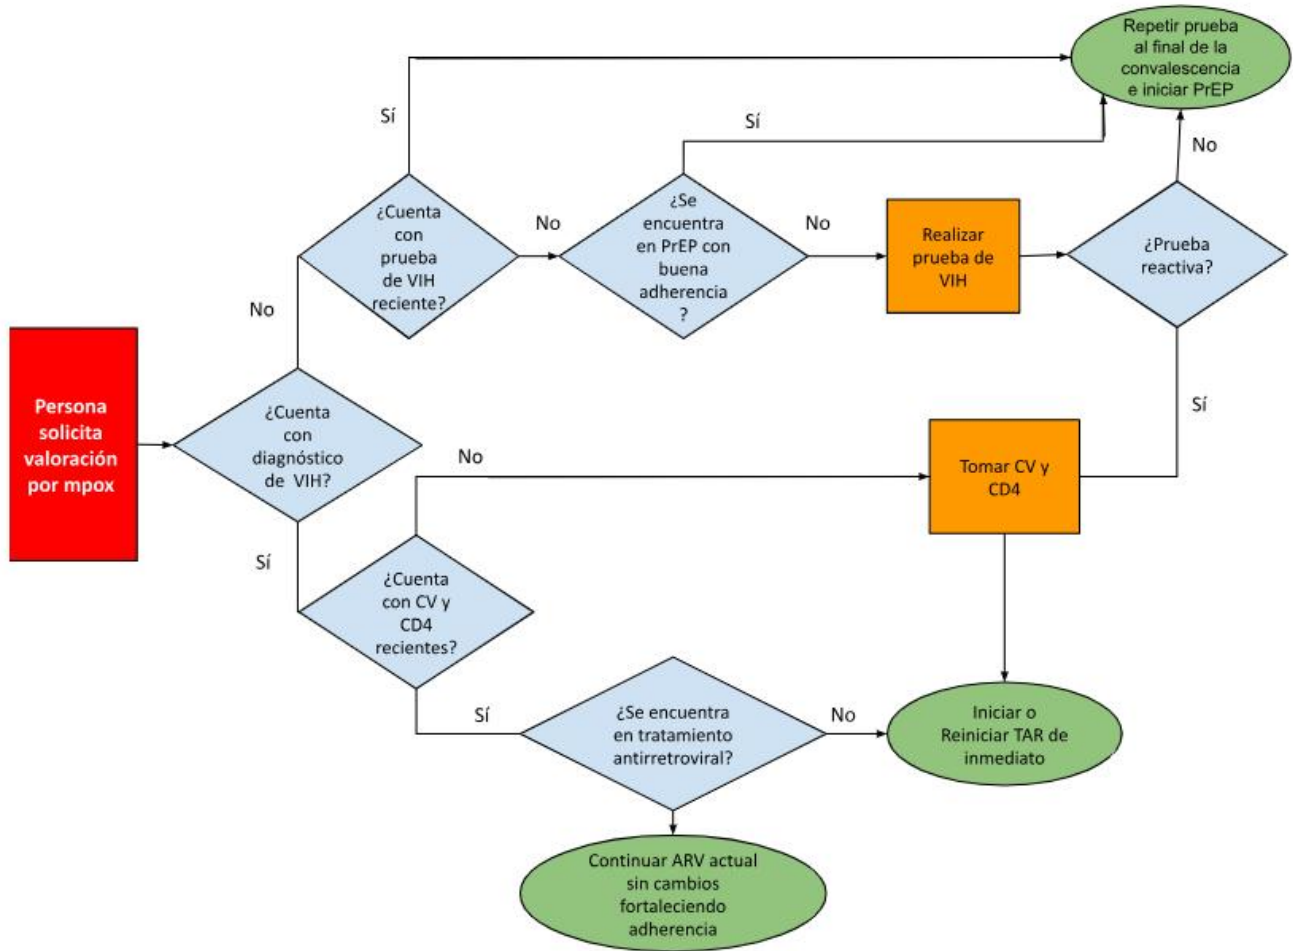 Repetir prueba
al final de la
convalescencia
e iniciar PrEP
Sí
Sí
No
¿Cuenta
con
prueba
de VIH
reciente?
No
¿Se
encuentra
en PrEP con
buena
adherencia
?
No
Realizar
prueba de
VIH
¿Prueba
reactiva?
No
Persona
solicita
valoración
por mpox
¿Cuenta
con
diagnóstico
de VIH?
Sí
No
Tomar CV y
CD4
Sí
¿Cuenta
con CV y
CD4
recientes?
Sí
¿Se encuentra
en tratamiento
antirretroviral?
No
Iniciar o
Reiniciar TAR de
inmediato
Continuar ARV actual
sin cambios
fortaleciendo
adherencia